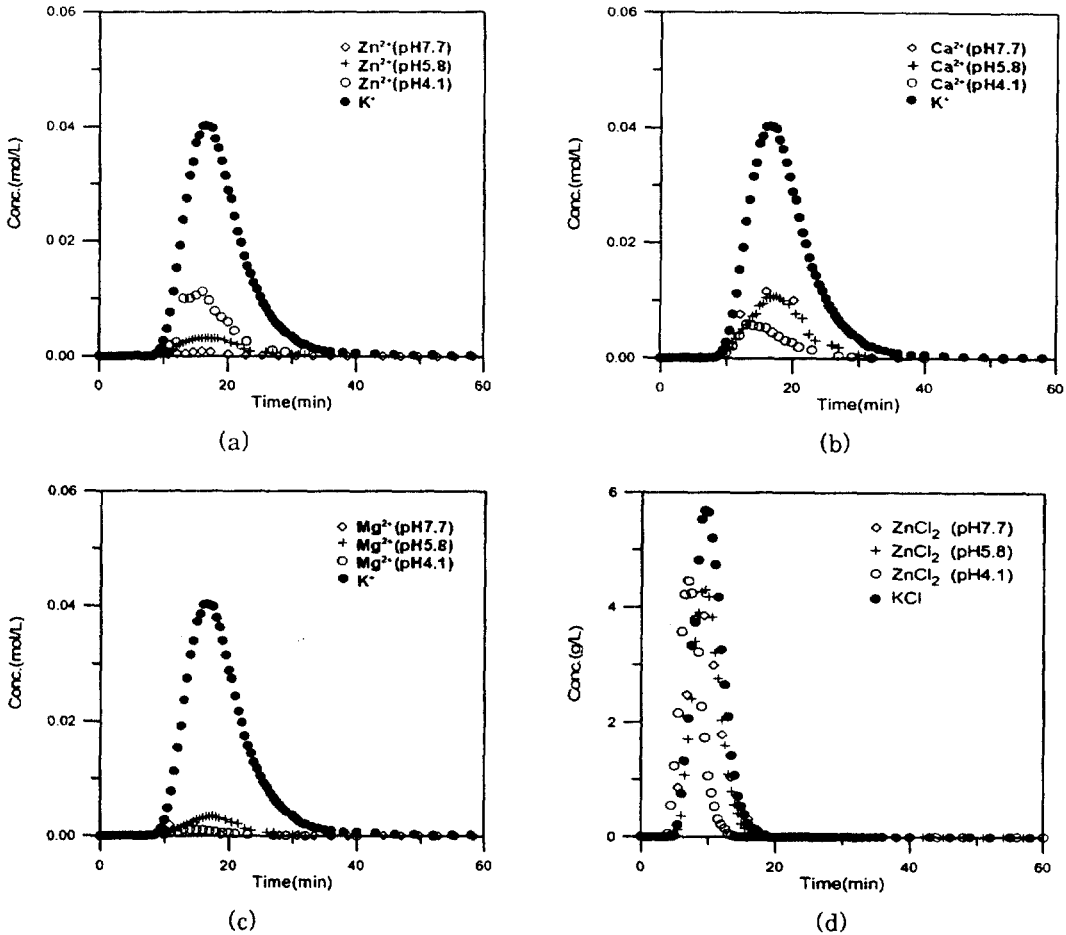 0.06
0.04
0.02
0.00
Conc.(mol/L)
Zn²⁺(pH7.7)
Zn²⁺(pH5.8)
Zn²⁺(pH4.1)
K⁺
0 20 40 60
Time(min)
(a)
0.06
0.04
0.02
0.00
Conc.(mol/L)
Ca²⁺(pH7.7)
Ca²⁺(pH5.8)
Ca²⁺(pH4.1)
K⁺
0 20 40 60
Time(min)
(b)
0.06
0.04
0.02
0.00
Conc.(mol/L)
Mg²⁺(pH7.7)
Mg²⁺(pH5.8)
Mg²⁺(pH4.1)
K⁺
0 20 40 60
Time(min)
(c)
6
4
2
0
Conc.(g/L)
ZnCl₂ (pH7.7)
ZnCl₂ (pH5.8)
ZnCl₂ (pH4.1)
KCl
0 20 40 60
Time(min)
(d)